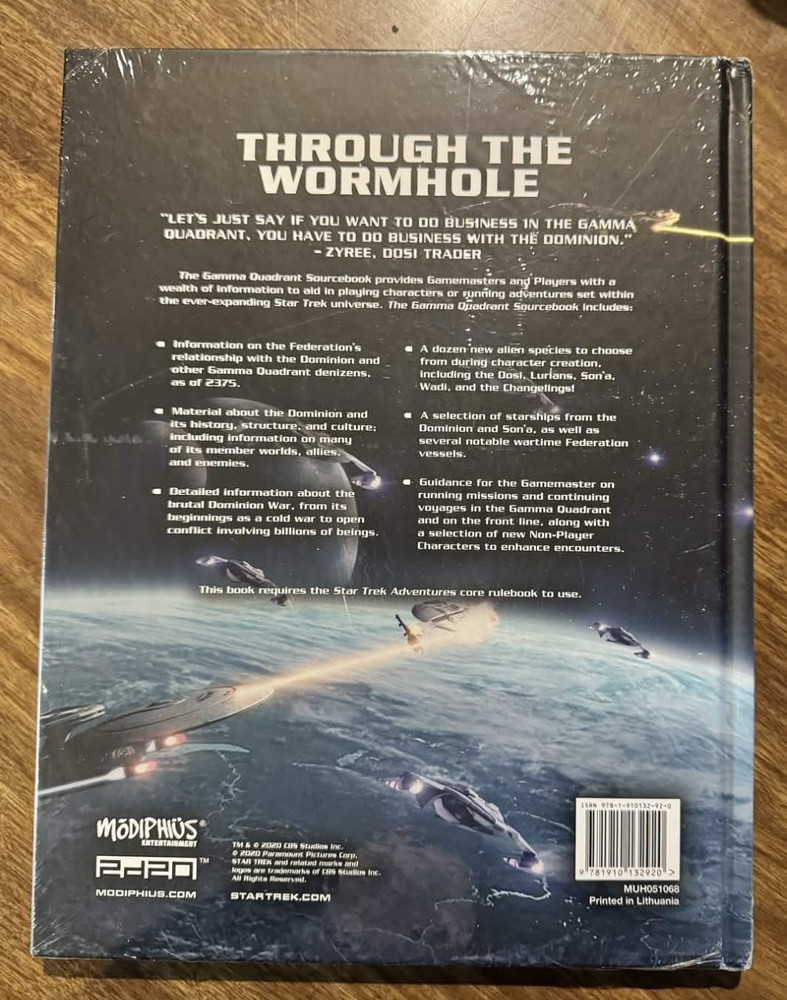 THROUGH THE
WORMHOLE
"LET'S JUST SAY IF YOU WANT TO DO BUSINESS IN THE GAMMA
QUADRANT, YOU HAVE TO DO BUSINESS WITH THE DOMINION."
- ZYREE, DOSI TRADER
The Gamma Quadrant Sourcebook provides Gamemasters and Players with a
wealth of information to aid in playing characters or running adventures set within
the ever-expanding Star Trek universe. The Gamma Quadrant Sourcebook includes:
Information on the Federation's
relationship with the Dominion and
other Gamma Quadrant denizens,
as of 2375.
Material about the Dominion and
its history, structure, and culture;
including information on many
of its member worlds, allies,
and enemies.
Detailed information about the
brutal Dominion War, from its
beginnings as a cold war to open
conflict involving billions of beings.
A dozen new alien species to choose
from during character creation,
including the Dosi, Lurians, Son'a,
Wadi, and the Changelings!
A selection of starships from the
Dominion and Son'a, as well as
several notable wartime Federation
vessels.
Guidance for the Gamemaster on
running missions and continuing
voyages in the Gamma Quadrant
and on the front line, along with
a selection of new Non-Player
Characters to enhance encounters.
This book requires the Star Trek Adventures core rulebook to use.
MŌDIPHIÜS®
ENTERTAINMENT
2d20™
MODIPHIUS.COM
TM & © 2020 CBS Studios Inc.
© 2020 Paramount Pictures Corp.
STAR TREK and related marks and
logos are trademarks of CBS Studios Inc.
All Rights Reserved.
STARTREK.COM
ISBN 978-1-910132-92-0
9 781910 132920 >
MUH051068
Printed in Lithuania